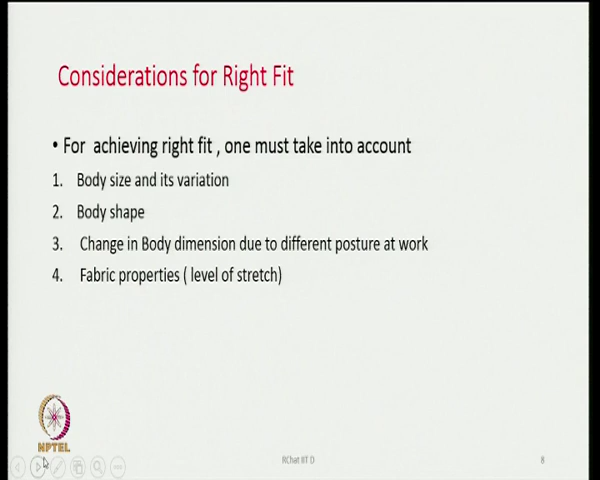 Considerations for Right Fit
• For achieving right fit , one must take into account
1. Body size and its variation
2. Body shape
3. Change in Body dimension due to different posture at work
4. Fabric properties ( level of stretch)
NPTEL
RChat IIT D
8